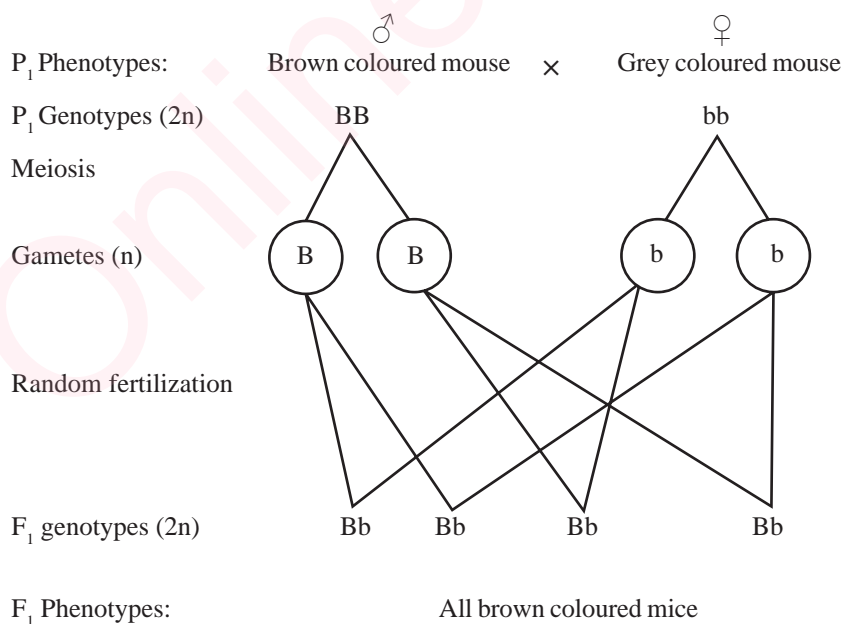 ♂ ♀
P₁ Phenotypes: Brown coloured mouse × Grey coloured mouse
P₁ Genotypes (2n) BB bb
Meiosis
Gametes (n) B B b b
Random fertilization
F₁ genotypes (2n) Bb Bb Bb Bb
F₁ Phenotypes: All brown coloured mice
Online